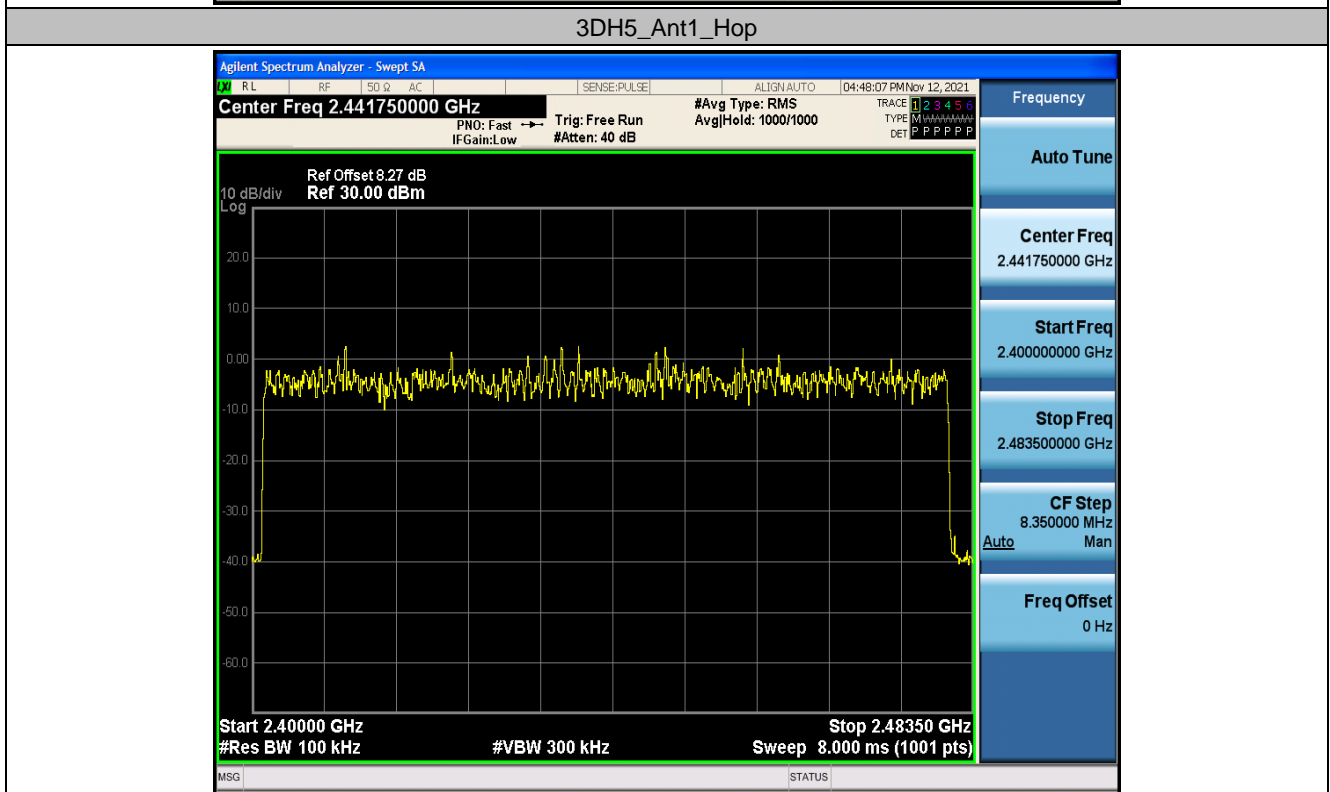 3DH5_Ant1_Hop
Agilent Spectrum Analyzer - Swept SA
LXI RL RF 50 Ω AC SENSE:PULSE ALIGN AUTO 04:48:07 PM Nov 12, 2021
Center Freq 2.441750000 GHz
#Avg Type: RMS
TRACE 1 2 3 4 5 6
PNO: Fast
Trig: Free Run
Avg|Hold: 1000/1000
TYPE M WWWWW
IFGain:Low
#Atten: 40 dB
DET P P P P P P
Frequency
Auto Tune
Ref Offset 8.27 dB
10 dB/div Ref 30.00 dBm
Log
20.0
10.0
0.00
-10.0
-20.0
-30.0
-40.0
-50.0
-60.0
Center Freq
2.441750000 GHz
Start Freq
2.400000000 GHz
Stop Freq
2.483500000 GHz
CF Step
8.350000 MHz
Auto Man
Freq Offset
0 Hz
Start 2.40000 GHz Stop 2.48350 GHz
#Res BW 100 kHz #VBW 300 kHz Sweep 8.000 ms (1001 pts)
MSG STATUS